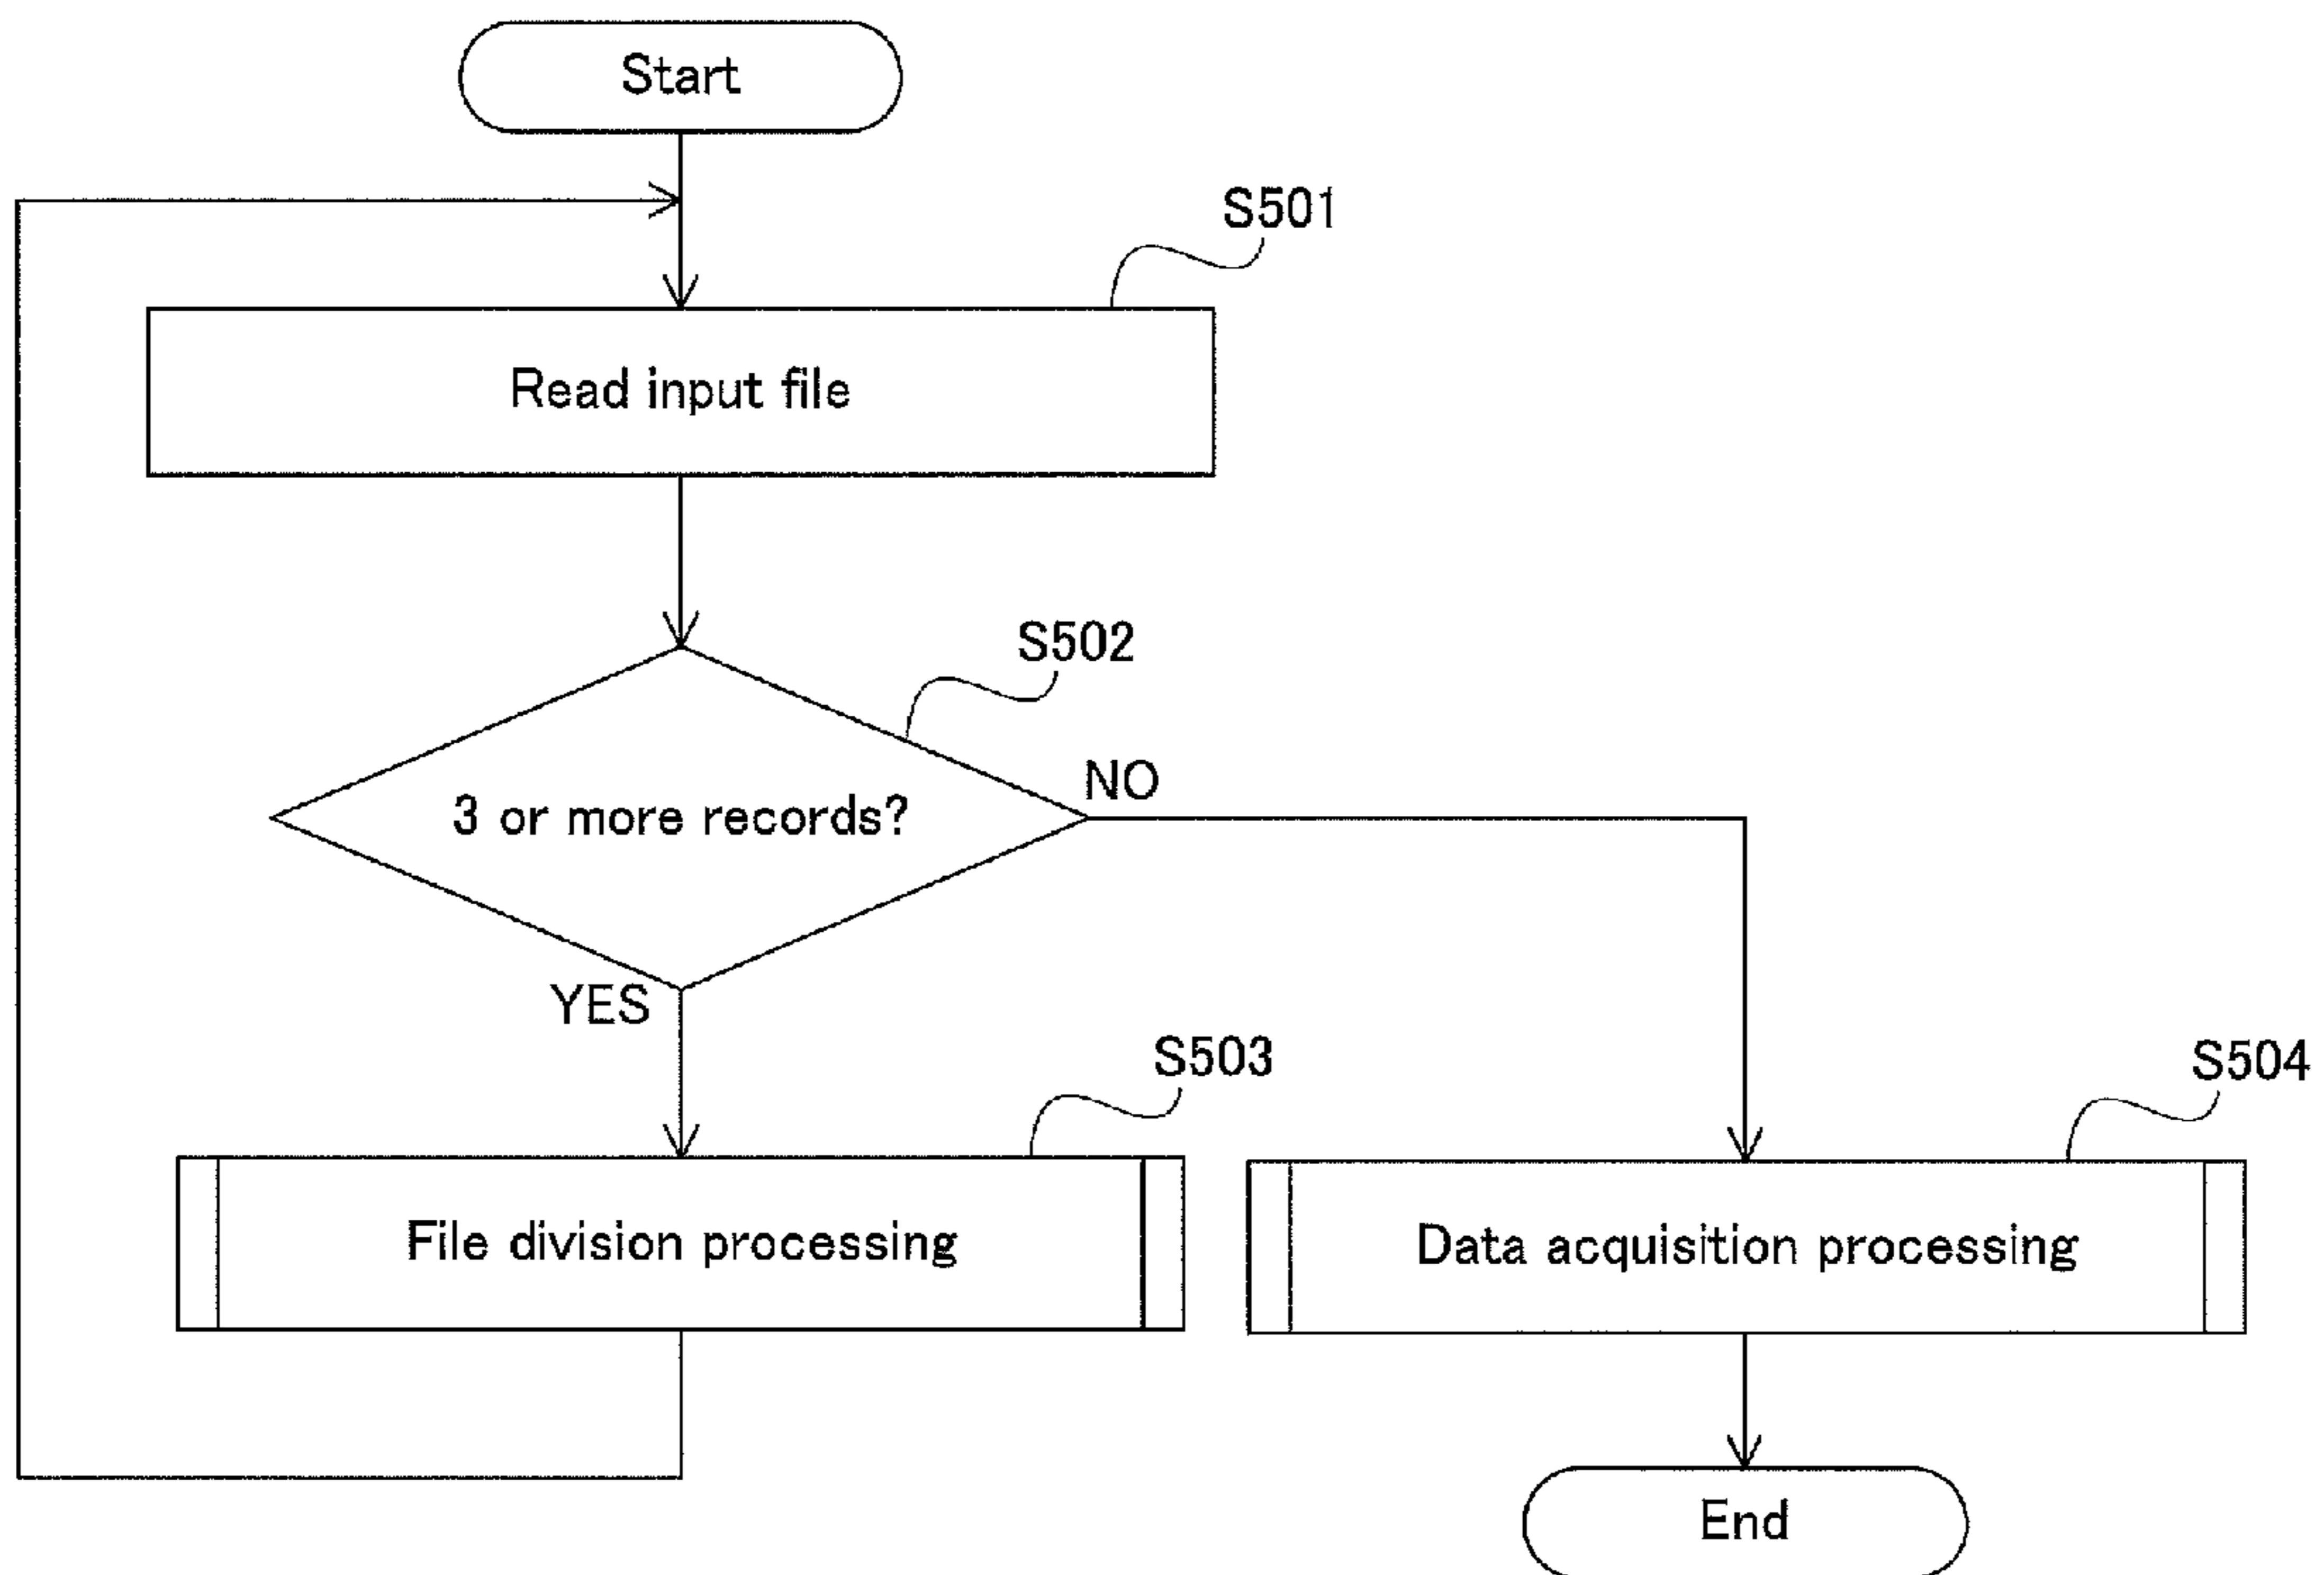 Start
S501
Read input file
S502
3 or more records?
NO
YES
S503
File division processing
S504
Data acquisition processing
End